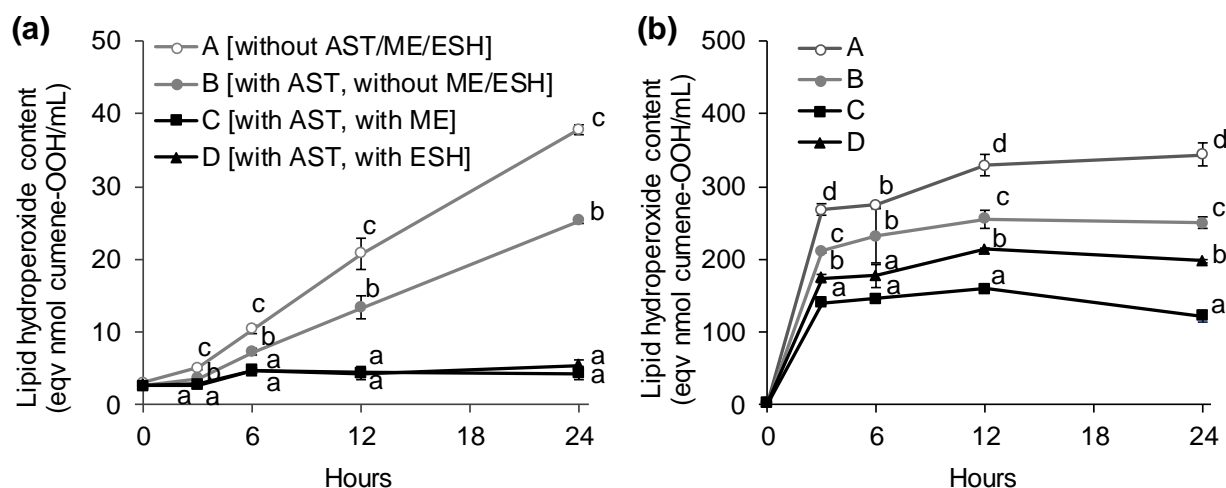 (a)
Lipid hydroperoxide content
(eqv nmol cumene-OOH/mL)
50
40
30
20
10
0
A [without AST/ME/ESH]
B [with AST, without ME/ESH]
C [with AST, with ME]
D [with AST, with ESH]
c
c
c
c
b
b
b
b
a
a
a
a
a
a
a
a
0
6
12
18
24
Hours
(b)
Lipid hydroperoxide content
(eqv nmol cumene-OOH/mL)
500
400
300
200
100
0
A
B
C
D
d
b
d
d
c
b
c
c
b
a
b
b
a
a
a
a
0
6
12
18
24
Hours